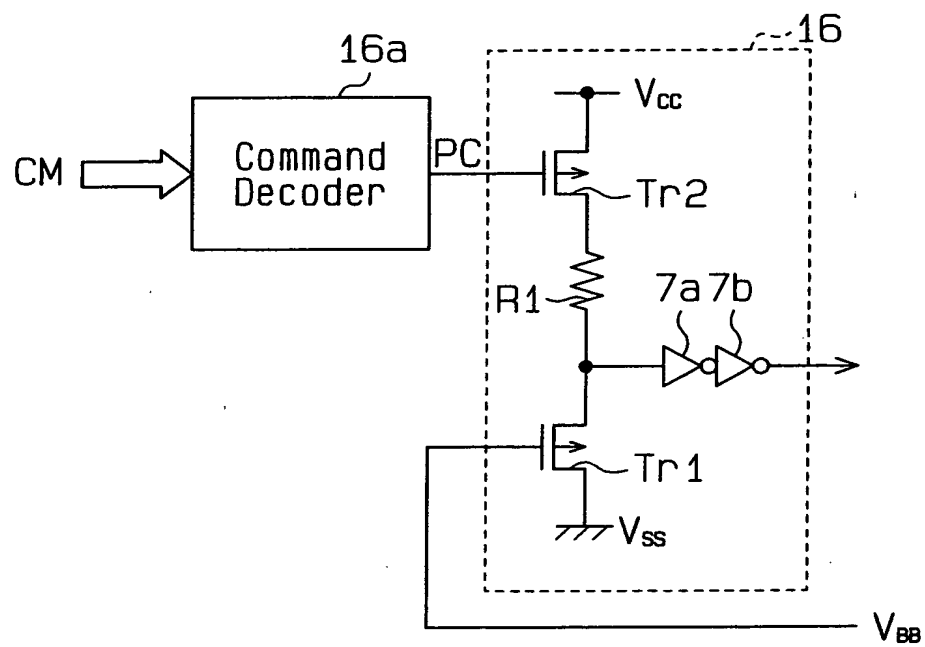 16
16a
Vcc
CM
Command
Decoder
PC
Tr2
R1
7a 7b
Tr1
Vss
VBB